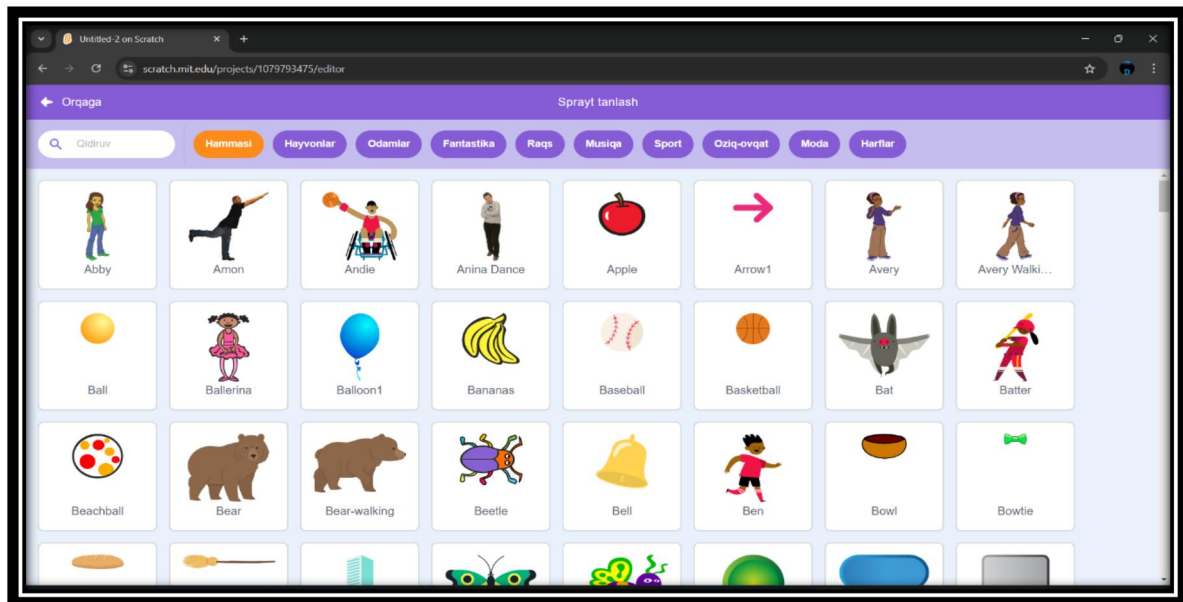 Untitled-2 on Scratch
scratch.mit.edu/projects/1079793475/editor
Orqaga
Sprayt tanlash
Qidiruv
Hammasi Hayvonlar Odamlar Fantastika Raqs Musiqa Sport Oziq-ovqat Moda Harflar
Abby Amon Andie Anina Dance Apple Arrow1 Avery Avery Walki...
Ball Ballerina Balloon1 Bananas Baseball Basketball Bat Batter
Beachball Bear Bear-walking Beetle Bell Ben Bowl Bowtie